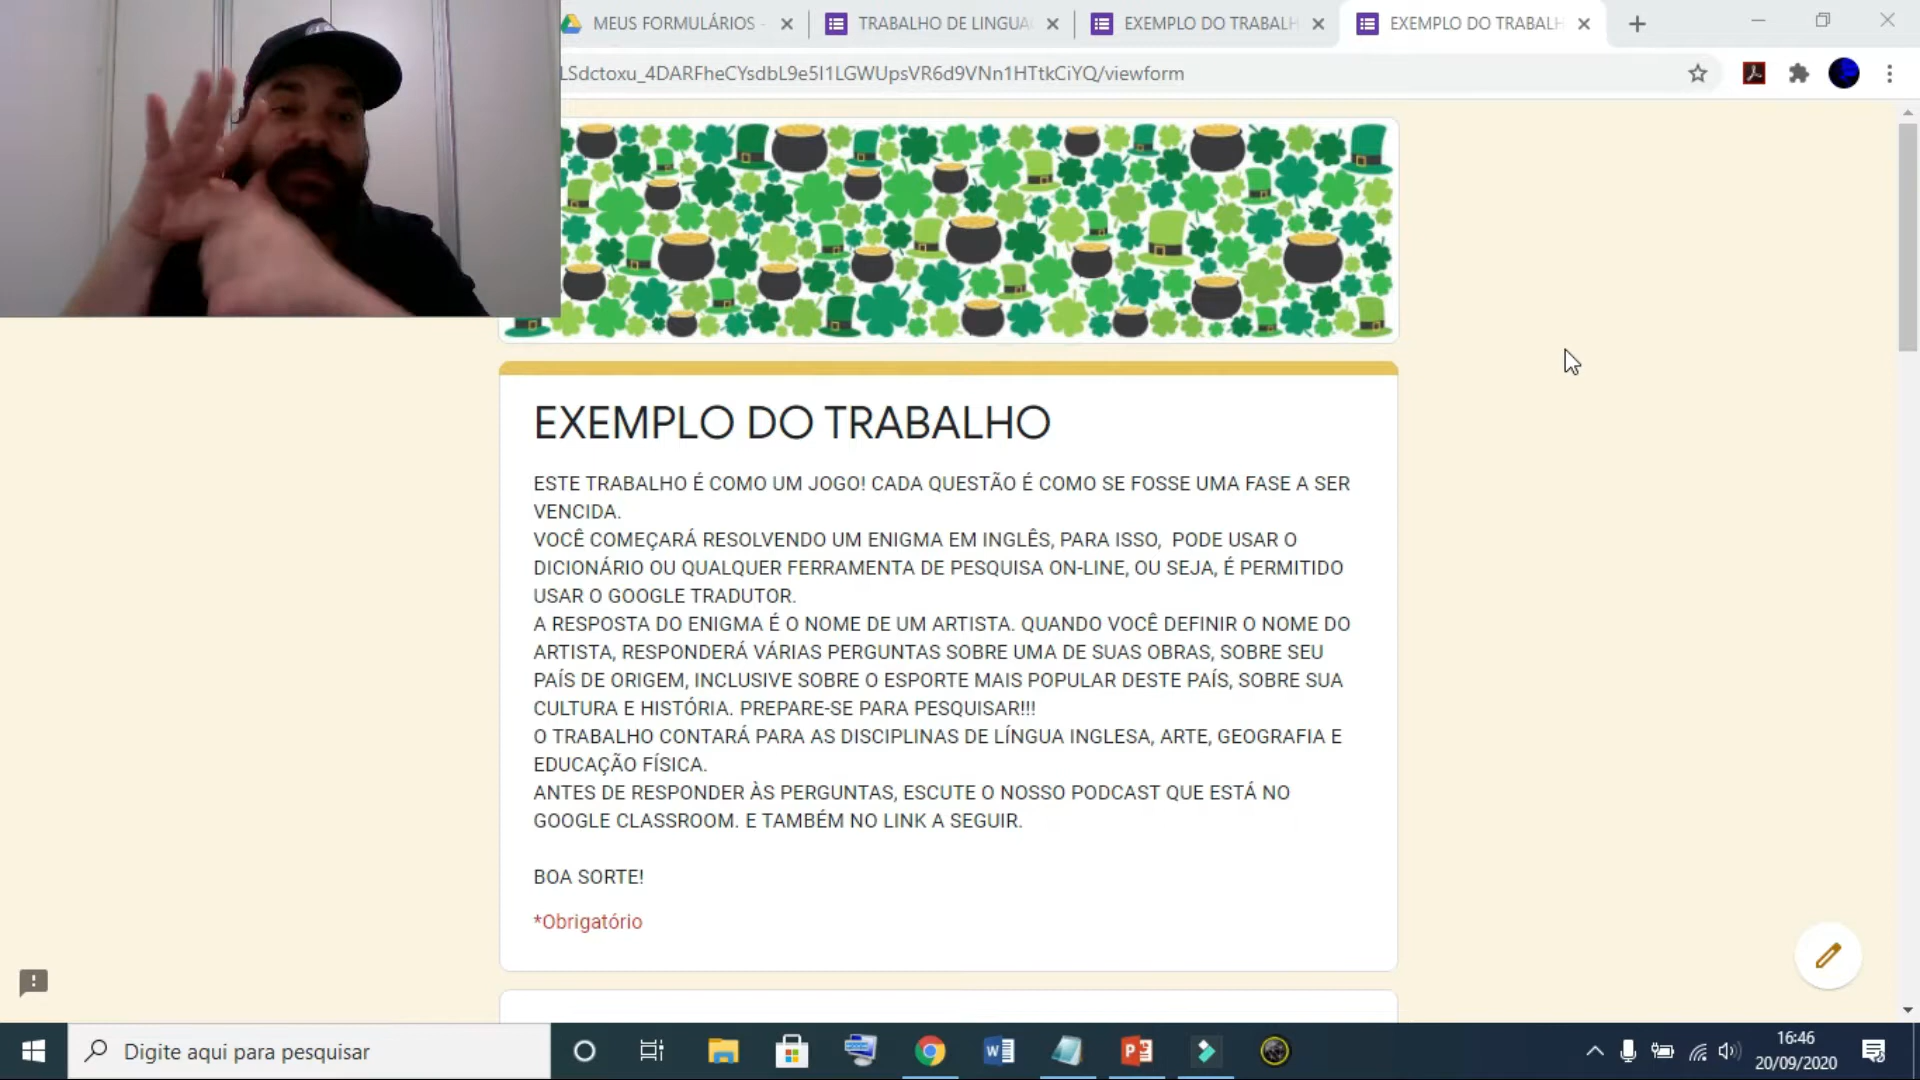 MEUS FORMULÁRIOS -
TRABALHO DE LINGUA
EXEMPLO DO TRABALH
EXEMPLO DO TRABALH
LSdctoxu_4DARFheCYsdbL9e5I1LGWUpsVR6d9VNn1HTtkCiYQ/viewform
EXEMPLO DO TRABALHO
ESTE TRABALHO É COMO UM JOGO! CADA QUESTÃO É COMO SE FOSSE UMA FASE A SER
VENCIDA.
VOCÊ COMEÇARÁ RESOLVENDO UM ENIGMA EM INGLÊS, PARA ISSO, PODE USAR O
DICIONÁRIO OU QUALQUER FERRAMENTA DE PESQUISA ON-LINE, OU SEJA, É PERMITIDO
USAR O GOOGLE TRADUTOR.
A RESPOSTA DO ENIGMA É O NOME DE UM ARTISTA. QUANDO VOCÊ DEFINIR O NOME DO
ARTISTA, RESPONDERÁ VÁRIAS PERGUNTAS SOBRE UMA DE SUAS OBRAS, SOBRE SEU
PAÍS DE ORIGEM, INCLUSIVE SOBRE O ESPORTE MAIS POPULAR DESTE PAÍS, SOBRE SUA
CULTURA E HISTÓRIA. PREPARE-SE PARA PESQUISAR!!!
O TRABALHO CONTARÁ PARA AS DISCIPLINAS DE LÍNGUA INGLESA, ARTE, GEOGRAFIA E
EDUCAÇÃO FÍSICA.
ANTES DE RESPONDER ÀS PERGUNTAS, ESCUTE O NOSSO PODCAST QUE ESTÁ NO
GOOGLE CLASSROOM. E TAMBÉM NO LINK A SEGUIR.
BOA SORTE!
*Obrigatório
Digite aqui para pesquisar
16:46
20/09/2020